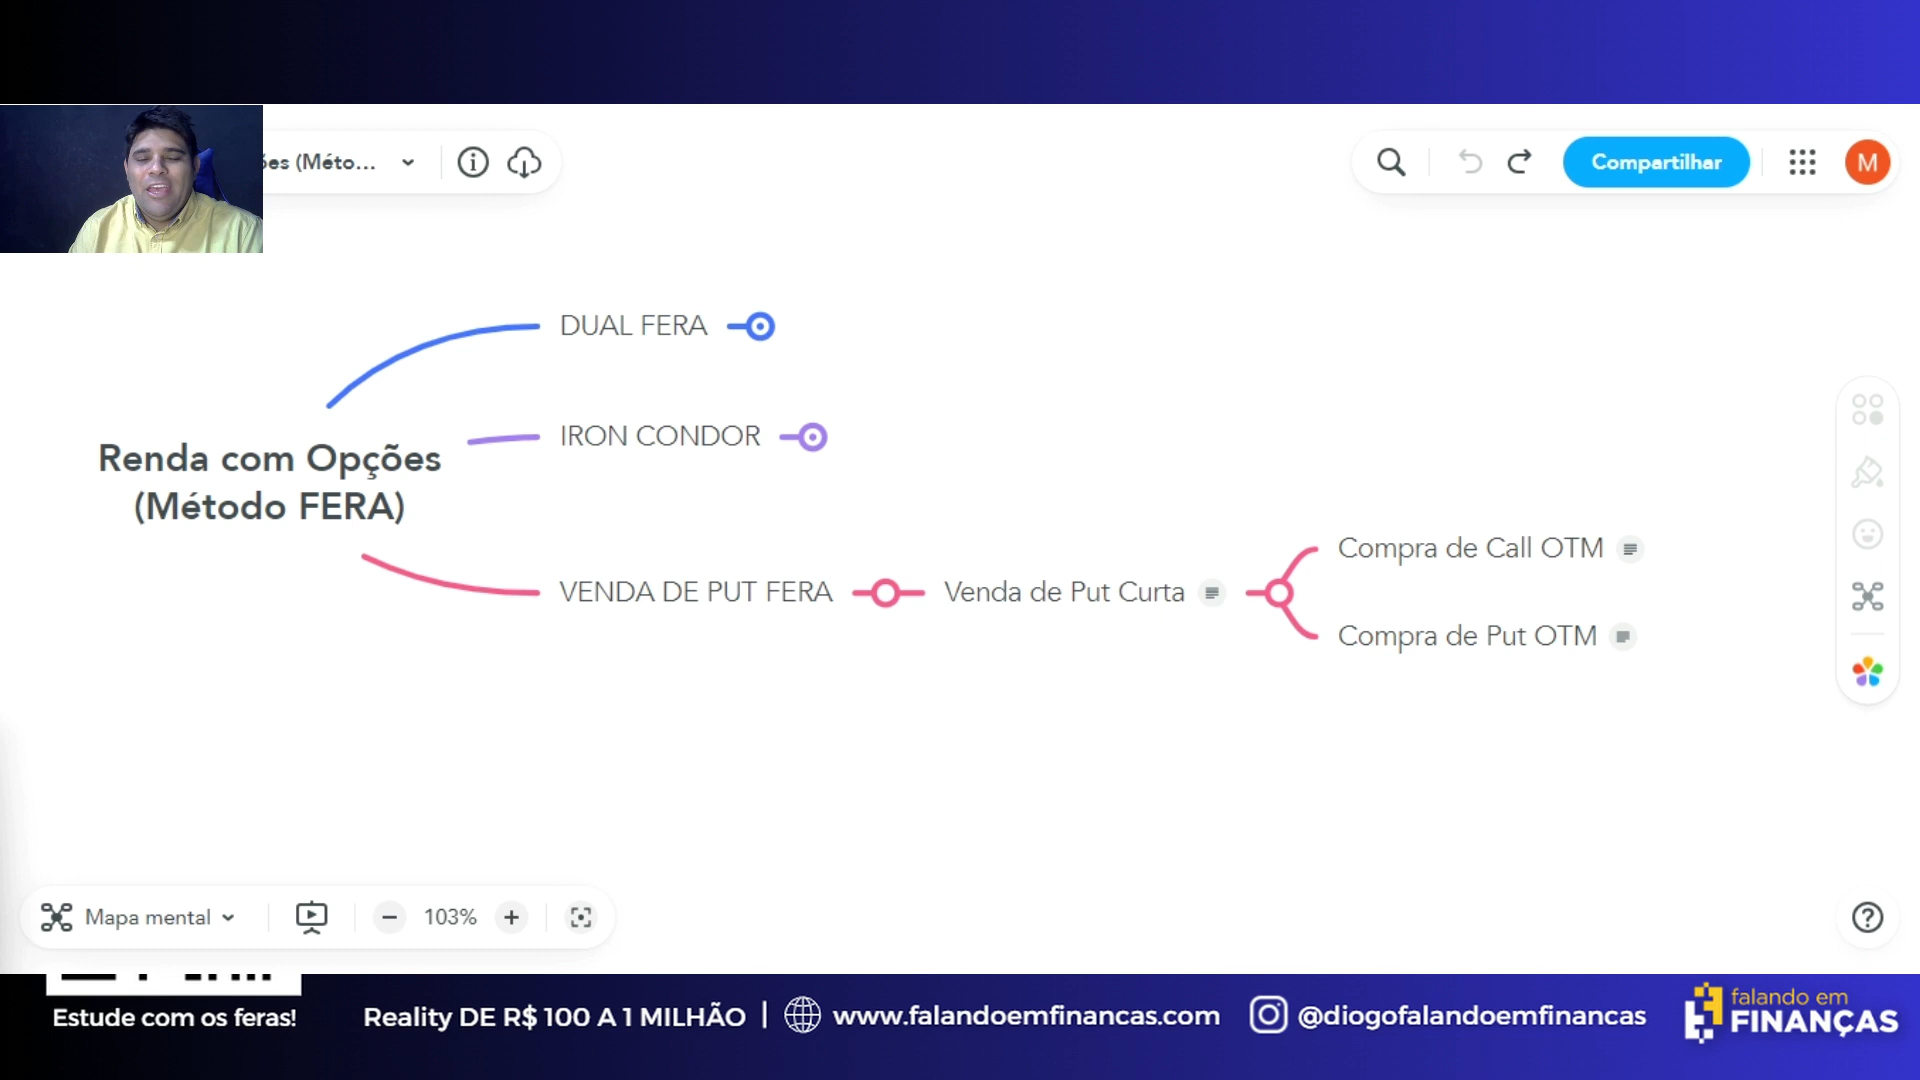 ões (Méto...
Compartilhar
M
DUAL FERA
IRON CONDOR
Renda com Opções
(Método FERA)
VENDA DE PUT FERA
Venda de Put Curta
Compra de Call OTM
Compra de Put OTM
Mapa mental
103%
Estude com os feras!
Reality DE R$ 100 A 1 MILHÃO | www.falandoemfinancas.com @diogofalandoemfinancas
falando em
FINANÇAS